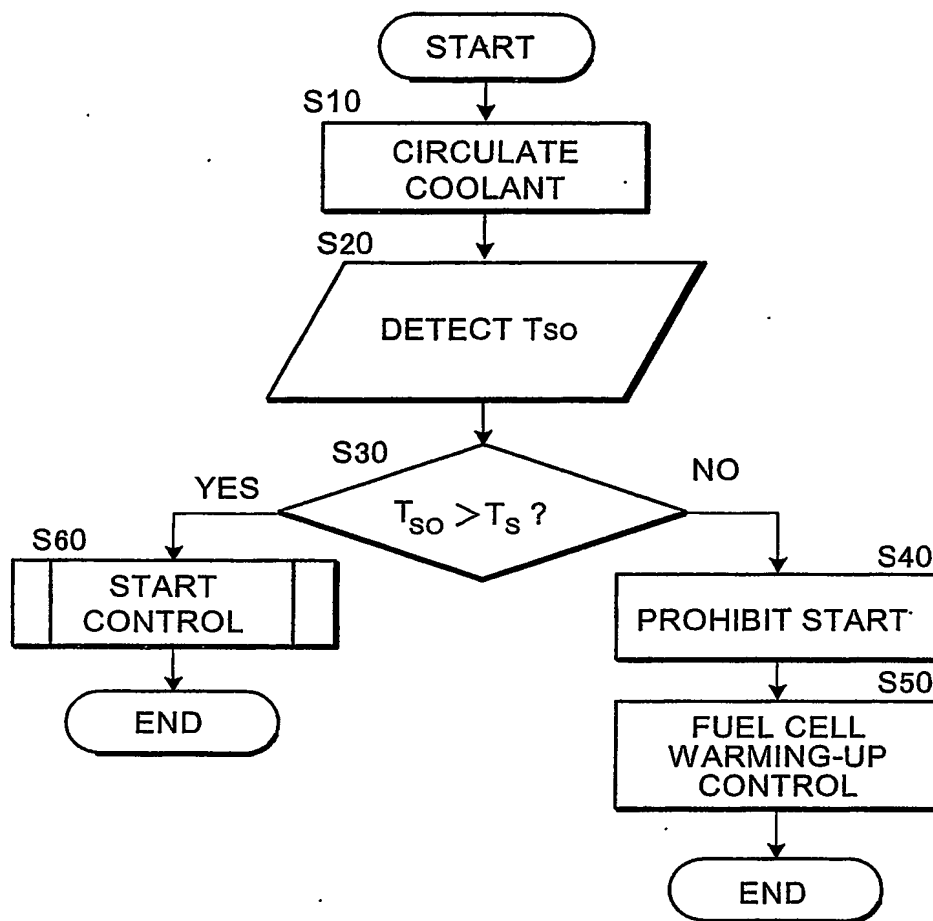 START
S10
CIRCULATE
COOLANT
S20
DETECT TSO
S30
YES
NO
TSO > TS ?
S60
START
CONTROL
END
S40
PROHIBIT START
S50
FUEL CELL
WARMING-UP
CONTROL
END